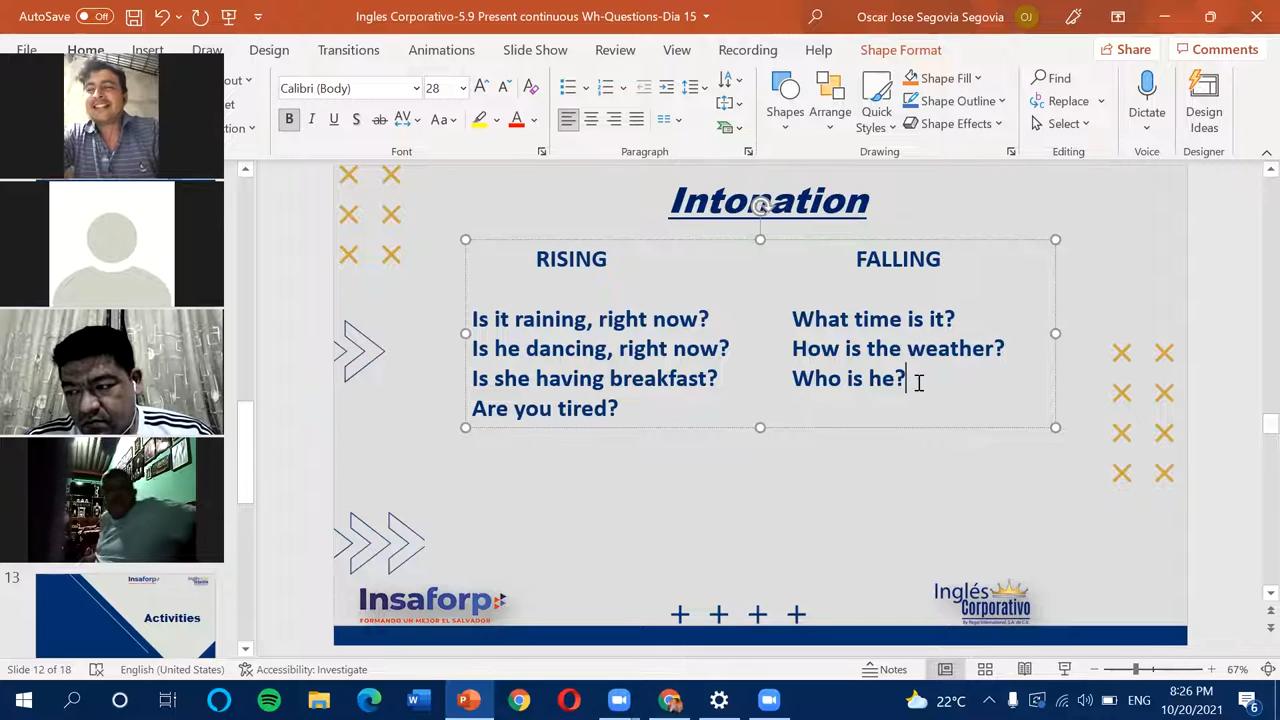 AutoSave Off Ingles Corporativo-5.9 Present continuous Wh-Questions-Dia 15 Oscar Jose Segovia Segovia OJ
File Home Insert Draw Design Transitions Animations Slide Show Review View Recording Help Shape Format Share Comments
Calibri (Body) 28 Shapes Arrange Quick Styles Shape Fill Shape Outline Shape Effects Find Replace Select Dictate Design Ideas
Font Paragraph Drawing Editing Voice Designer
Intonation
RISING FALLING
Is it raining, right now? What time is it?
Is he dancing, right now? How is the weather?
Is she having breakfast? Who is he?
Are you tired?
Insaforp
FORMANDO UN MEJOR EL SALVADOR
Inglés
Corporativo
13
Insaforp
Activities
Slide 12 of 18 English (United States) Accessibility: Investigate Notes 67%
22°C ENG 8:26 PM
10/20/2021 6